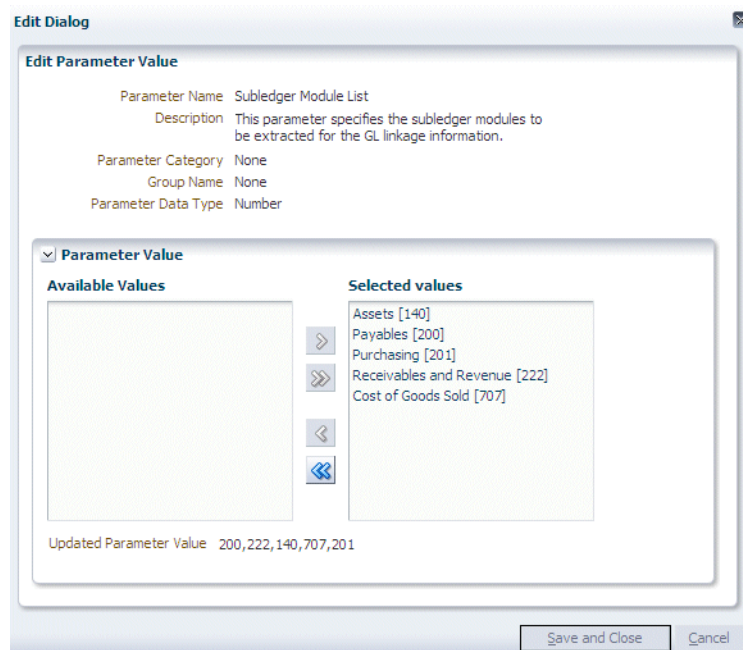 Edit Dialog
Edit Parameter Value
Parameter Name Subledger Module List
Description This parameter specifies the subledger modules to
be extracted for the GL linkage information.
Parameter Category None
Group Name None
Parameter Data Type Number
Parameter Value
Available Values
Selected values
Assets [140]
Payables [200]
Purchasing [201]
Receivables and Revenue [222]
Cost of Goods Sold [707]
Updated Parameter Value 200,222,140,707,201
Save and Close
Cancel